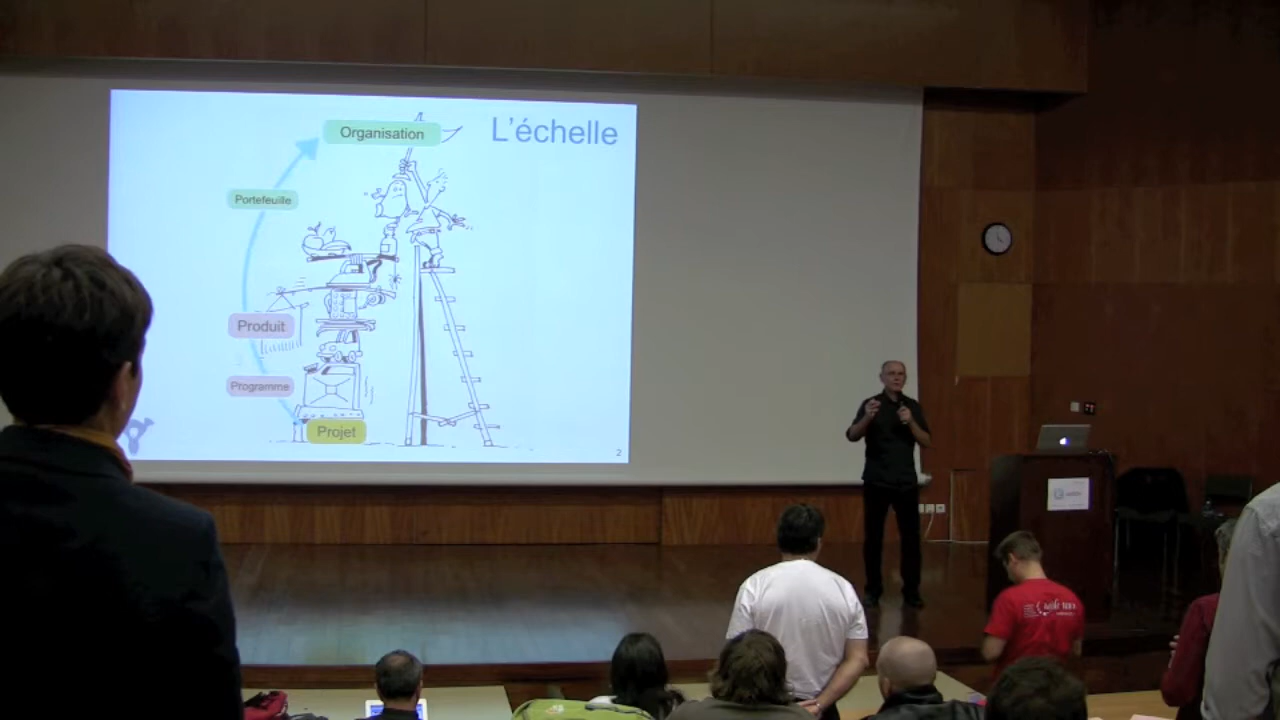 L'échelle
Organisation
Portefeuille
Produit
Programme
Projet
2